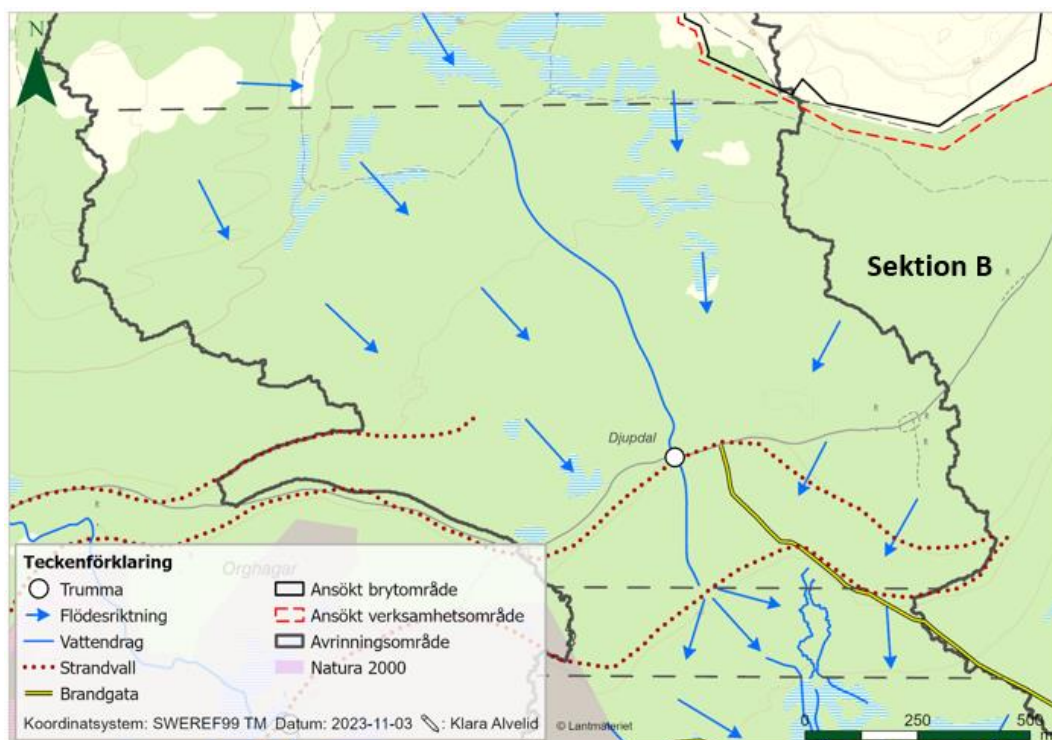 N
Sektion B
R
R
R
R
R
Djupdal
R
Orghagar
Teckenförklaring
Trumma
Flödesriktning
Vattendrag
Strandvall
Brandgata
Ansökt brytområde
Ansökt verksamhetsområde
Avrinningsområde
Natura 2000
Koordinatsystem: SWEREF99 TM Datum: 2023-11-03 ✎: Klara Alvelid
© Lantmäteriet
0 250 500
m